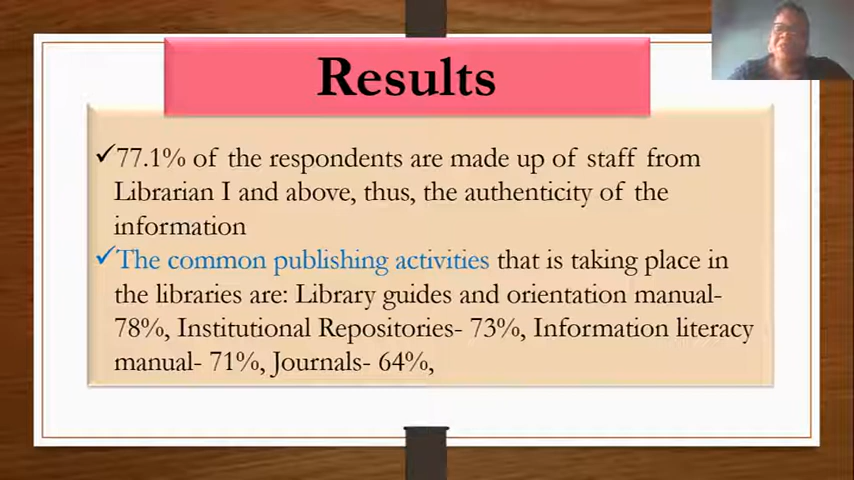 Results
✓77.1% of the respondents are made up of staff from
Librarian I and above, thus, the authenticity of the
information
✓The common publishing activities that is taking place in
the libraries are: Library guides and orientation manual-
78%, Institutional Repositories- 73%, Information literacy
manual- 71%, Journals- 64%,